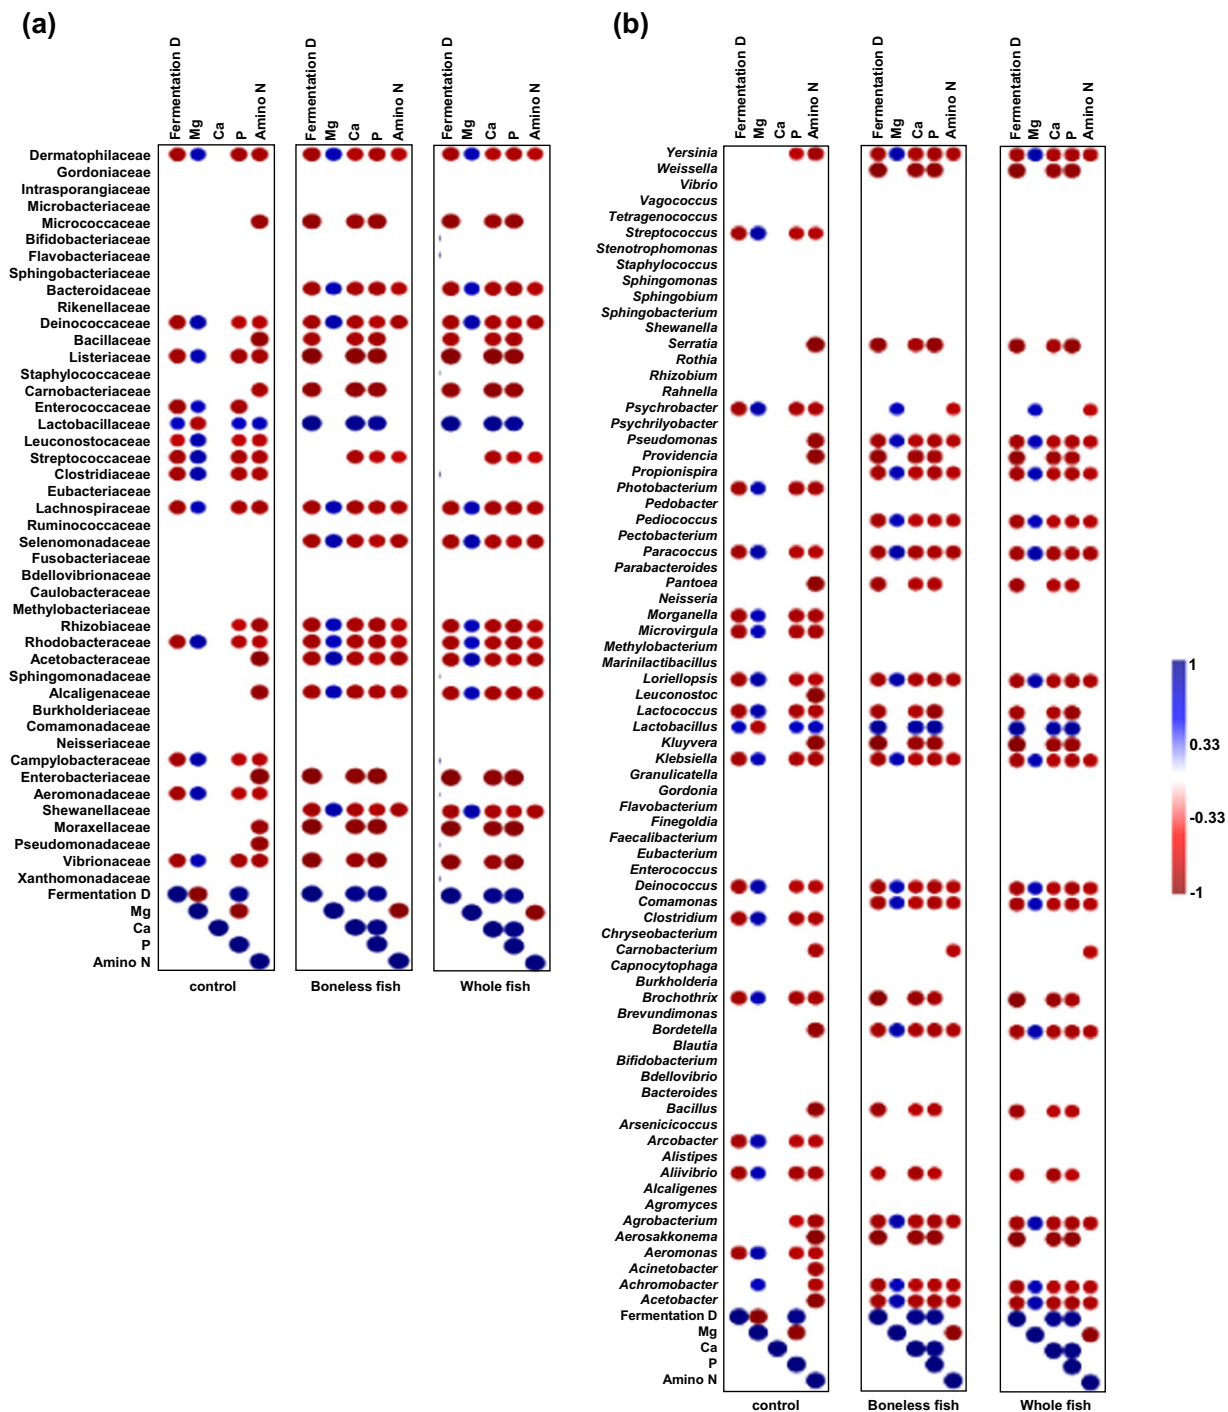 (a)
Fermentation D
Mg
Ca
P
Amino N
Fermentation D
Mg
Ca
P
Amino N
Fermentation D
Mg
Ca
P
Amino N
Dermatophilaceae
Gordoniaceae
Intrasporangiaceae
Microbacteriaceae
Micrococcaceae
Bifidobacteriaceae
Flavobacteriaceae
Sphingobacteriaceae
Bacteroidaceae
Rikenellaceae
Deinococcaceae
Bacillaceae
Listeriaceae
Staphylococcaceae
Carnobacteriaceae
Enterococcaceae
Lactobacillaceae
Leuconostocaceae
Streptococcaceae
Clostridiaceae
Eubacteriaceae
Lachnospiraceae
Ruminococcaceae
Selenomonadaceae
Fusobacteriaceae
Bdellovibrionaceae
Caulobacteraceae
Methylobacteriaceae
Rhizobiaceae
Rhodobacteraceae
Acetobacteraceae
Sphingomonadaceae
Alcaligenaceae
Burkholderiaceae
Comamonadaceae
Neisseriaceae
Campylobacteraceae
Enterobacteriaceae
Aeromonadaceae
Shewanellaceae
Moraxellaceae
Pseudomonadaceae
Vibrionaceae
Xanthomonadaceae
Fermentation D
Mg
Ca
P
Amino N
control
Boneless fish
Whole fish
(b)
Fermentation D
Mg
Ca
P
Amino N
Fermentation D
Mg
Ca
P
Amino N
Fermentation D
Mg
Ca
P
Amino N
Yersinia
Weissella
Vibrio
Vagococcus
Tetragenococcus
Streptococcus
Stenotrophomonas
Staphylococcus
Sphingomonas
Sphingobium
Sphingobacterium
Shewanella
Serratia
Rothia
Rhizobium
Rahnella
Psychrobacter
Psychrilyobacter
Pseudomonas
Providencia
Propionispira
Photobacterium
Pedobacter
Pediococcus
Pectobacterium
Paracoccus
Parabacteroides
Pantoea
Neisseria
Morganella
Microvirgula
Methylobacterium
Marinilactibacillus
Loriellopsis
Leuconostoc
Lactococcus
Lactobacillus
Kluyvera
Klebsiella
Granulicatella
Gordonia
Flavobacterium
Finegoldia
Faecalibacterium
Eubacterium
Enterococcus
Deinococcus
Comamonas
Clostridium
Chryseobacterium
Carnobacterium
Capnocytophaga
Burkholderia
Brochothrix
Brevundimonas
Bordetella
Blautia
Bifidobacterium
Bdellovibrio
Bacteroides
Bacillus
Arsenicicoccus
Arcobacter
Alistipes
Aliivibrio
Alcaligenes
Agromyces
Agrobacterium
Aerosakkonema
Aeromonas
Acinetobacter
Achromobacter
Acetobacter
Fermentation D
Mg
Ca
P
Amino N
control
Boneless fish
Whole fish
1
0.33
-0.33
-1